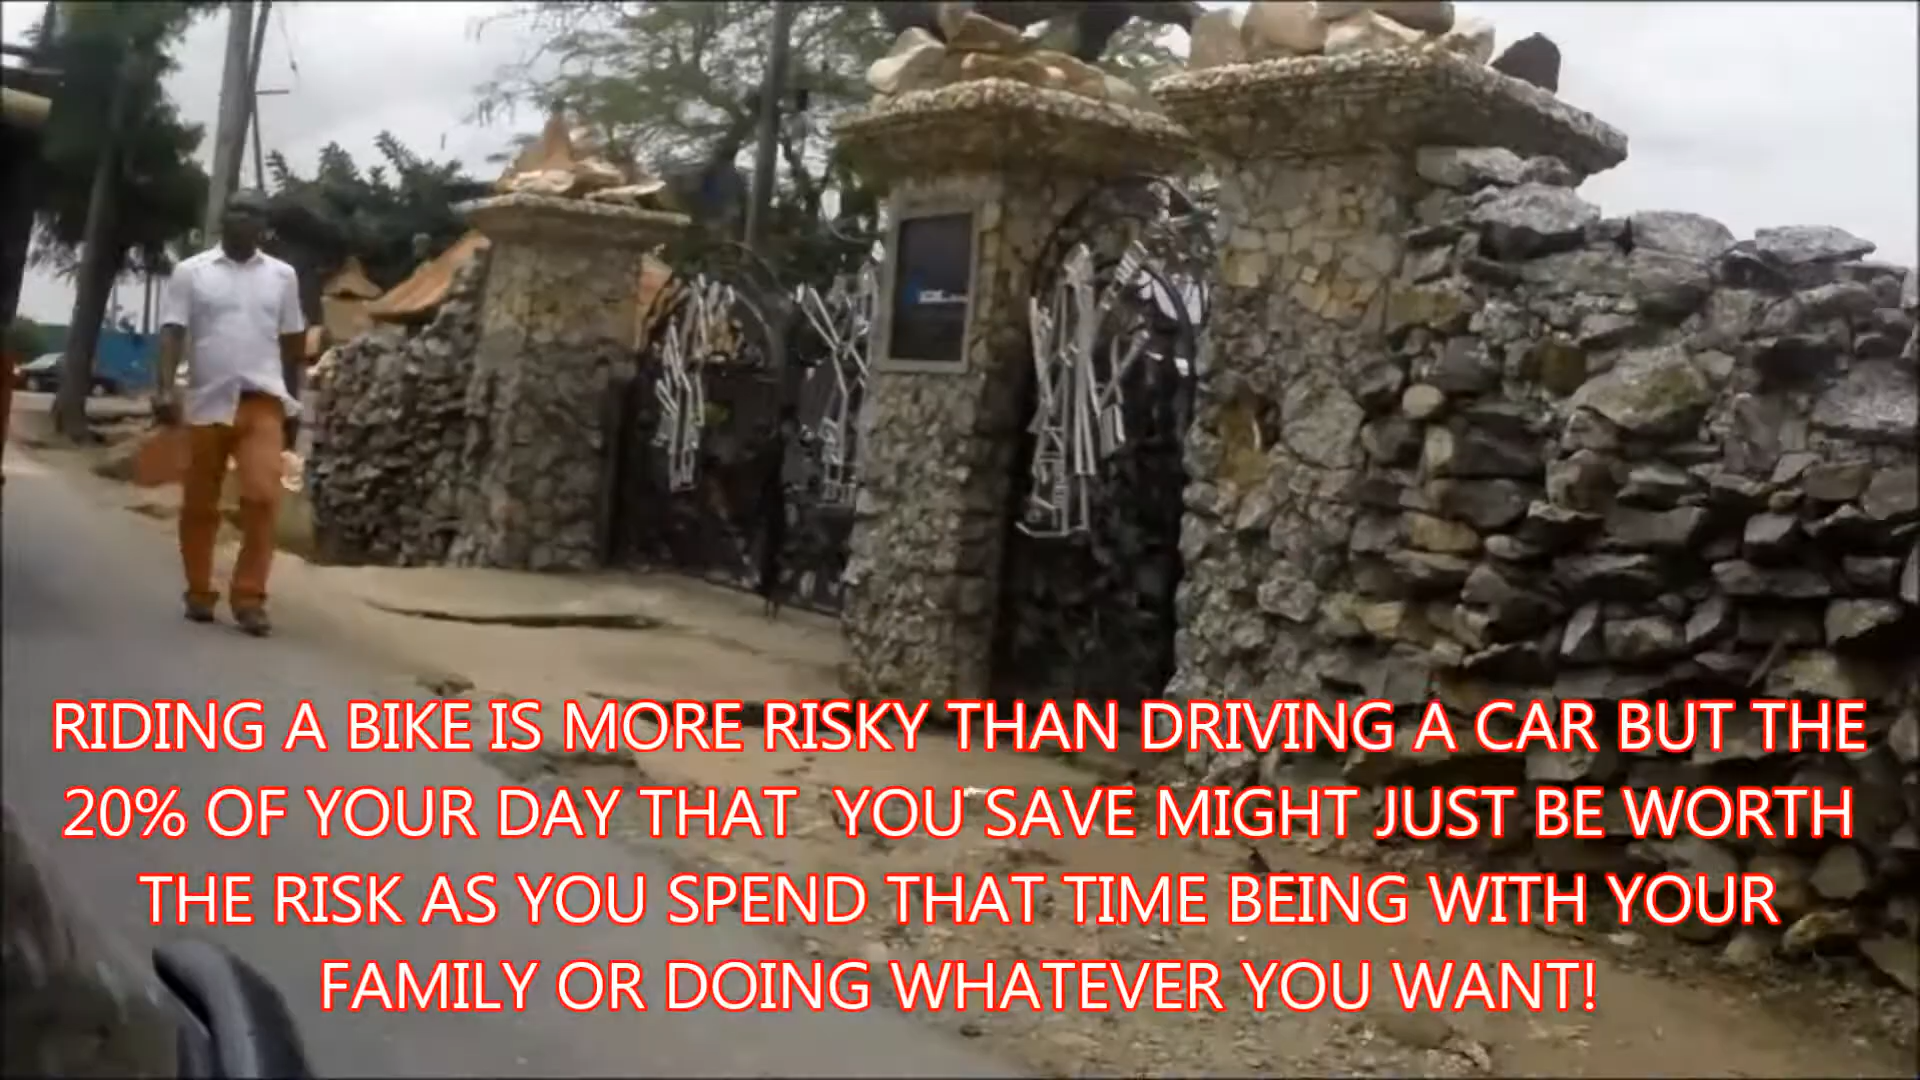 RIDING A BIKE IS MORE RISKY THAN DRIVING A CAR BUT THE
20% OF YOUR DAY THAT  YOU SAVE MIGHT JUST BE WORTH
THE RISK AS YOU SPEND THAT TIME BEING WITH YOUR
FAMILY OR DOING WHATEVER YOU WANT!